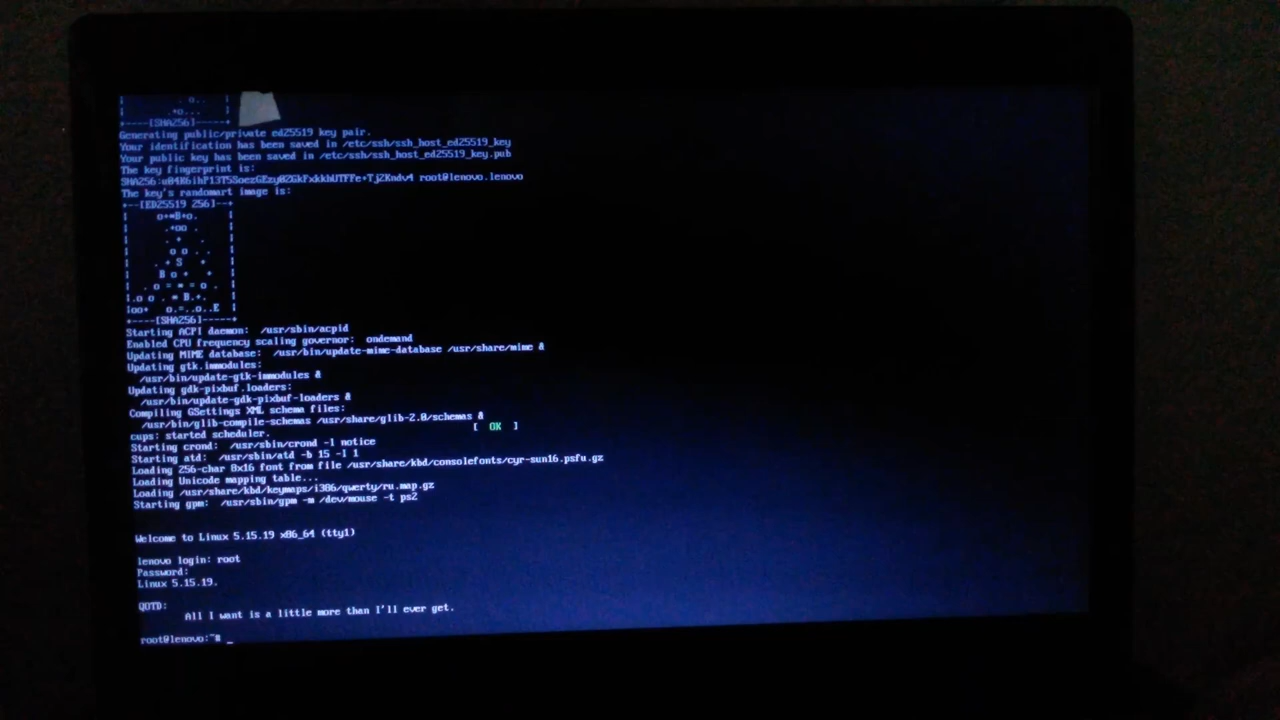 |         . o..   |
|        .*o...   |
+----[SHA256]-----+
Generating public/private ed25519 key pair.
Your identification has been saved in /etc/ssh/ssh_host_ed25519_key
Your public key has been saved in /etc/ssh/ssh_host_ed25519_key.pub
The key fingerprint is:
root@lenovo.lenovo
The key's randomart image is:
+--[ED25519 256]--+
|     o+=B+o.     |
|      .+oo       |
|      . +   .    |
|       o o . .   |
|    . + S   +    |
|     B o +   +   |
|  . o = = = o .  |
|.o o . = B.+.    |
|oo+   o.=..o..E  |
+----[SHA256]-----+
Starting ACPI daemon:  /usr/sbin/acpid
Enabled CPU frequency scaling governor:  ondemand
Updating MIME database:  /usr/bin/update-mime-database /usr/share/mime &
Updating gtk.immodules:
  /usr/bin/update-gtk-immodules &
Updating gdk-pixbuf.loaders:
  /usr/bin/update-gdk-pixbuf-loaders &
Compiling GSettings XML schema files:
  /usr/bin/glib-compile-schemas /usr/share/glib-2.0/schemas &
cups: started scheduler.                                   [  OK  ]
Starting crond:  /usr/sbin/crond -l notice
Starting atd:  /usr/sbin/atd -b 15 -l 1
Loading 256-char 8x16 font from file /usr/share/kbd/consolefonts/cyr-sun16.psfu.gz
Loading Unicode mapping table...
Loading /usr/share/kbd/keymaps/i386/qwerty/ru.map.gz
Starting gpm:  /usr/sbin/gpm -m /dev/mouse -t ps2
Welcome to Linux 5.15.19 x86_64 (tty1)
lenovo login: root
Password:
Linux 5.15.19.
QOTD:
        All I want is a little more than I'll ever get.
root@lenovo:~# _